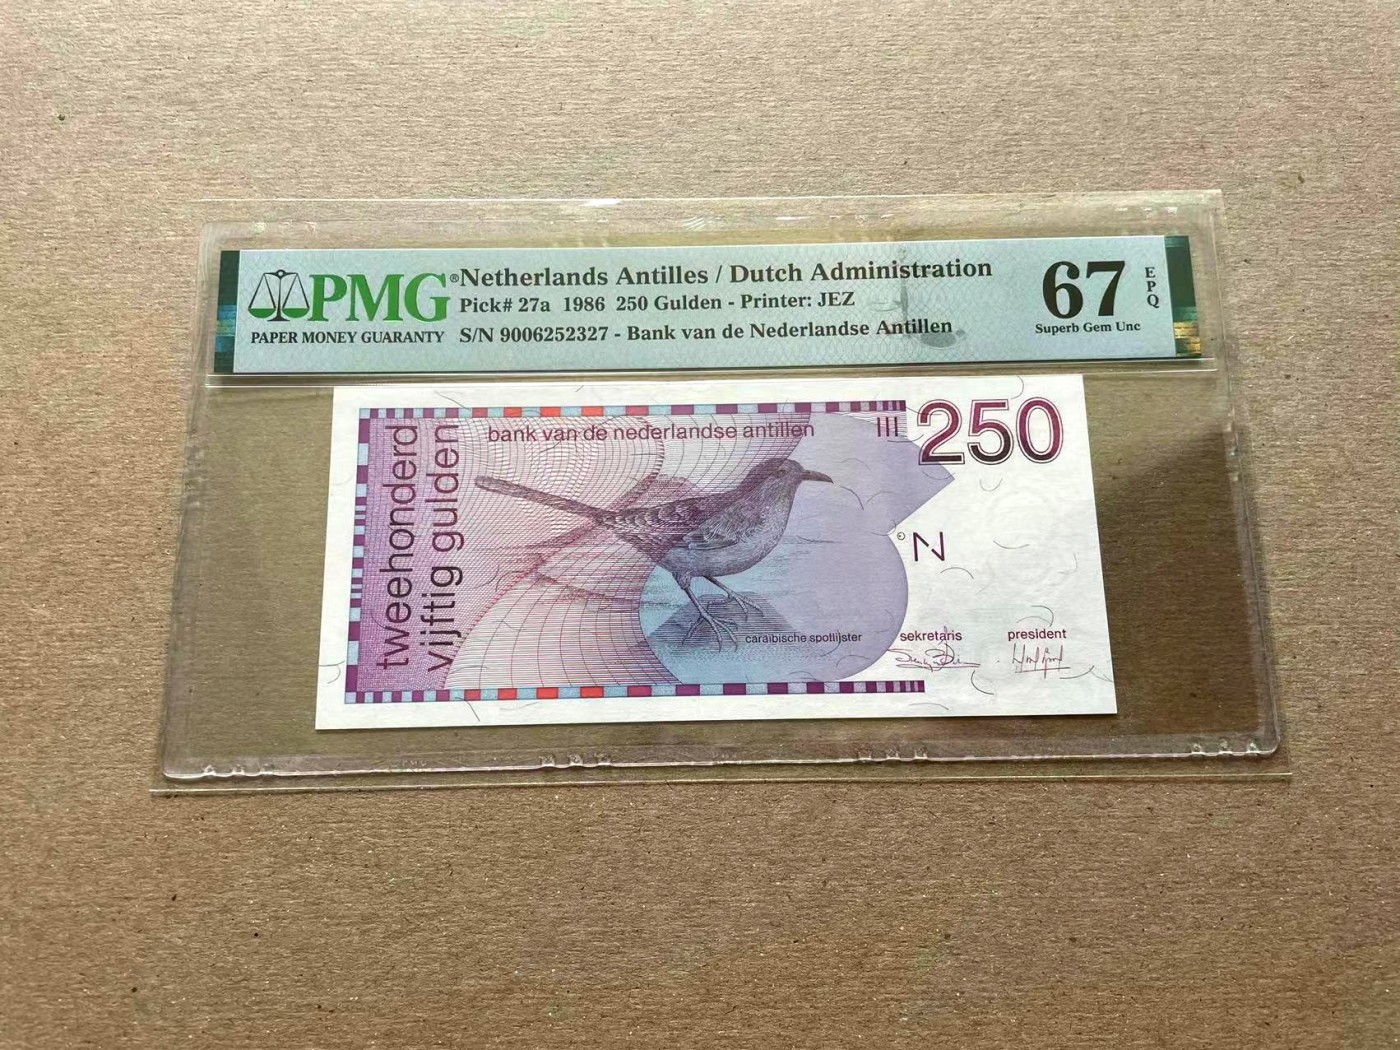 PMG®
PAPER MONEY GUARANTY
Netherlands Antilles / Dutch Administration
Pick# 27a 1986 250 Gulden - Printer: JEZ
S/N 9006252327 - Bank van de Nederlandse Antillen
67
EPQ
Superb Gem Unc
tweehonderd
vijftig gulden
bank van de nederlandse antillen
250
N
caraibische spotlijster
sekretaris
president